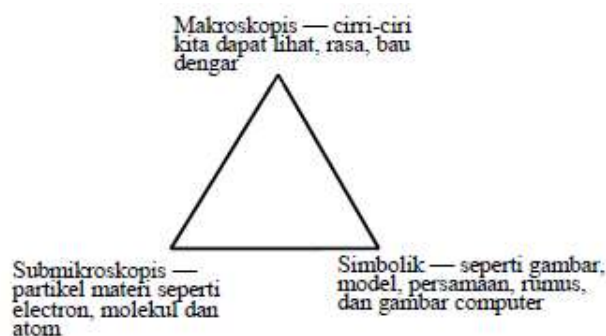 Makroskopis — cirri-ciri
kita dapat lihat, rasa, bau
dengar
Submikroskopis —
partikel materi seperti
electron, molekul dan
atom
Simbolik — seperti gambar,
model, persamaan, rumus,
dan gambar computer